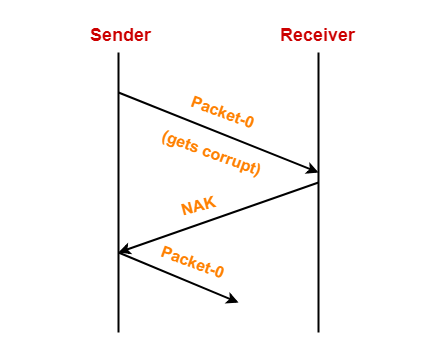 Sender
Receiver
Packet-0
(gets corrupt)
NAK
Packet-0